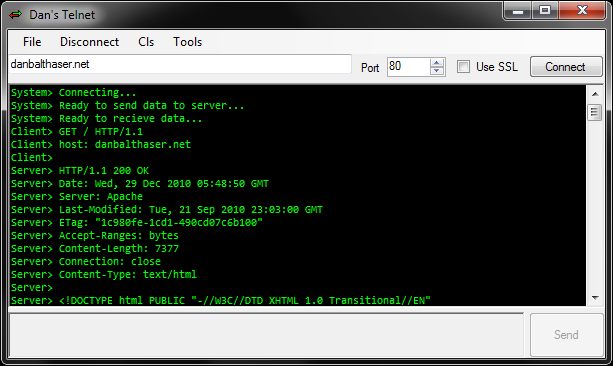 Dan's Telnet
File Disconnect Cls Tools
danbalthaser.net Port 80 Use SSL Connect
System> Connecting...
System> Ready to send data to server...
System> Ready to recieve data...
Client> GET / HTTP/1.1
Client> host: danbalthaser.net
Client>
Server> HTTP/1.1 200 OK
Server> Date: Wed, 29 Dec 2010 05:48:50 GMT
Server> Server: Apache
Server> Last-Modified: Tue, 21 Sep 2010 23:03:00 GMT
Server> ETag: "1c980fe-1cd1-490cd07c6b100"
Server> Accept-Ranges: bytes
Server> Content-Length: 7377
Server> Connection: close
Server> Content-Type: text/html
Server>
Server> <!DOCTYPE html PUBLIC "-//W3C//DTD XHTML 1.0 Transitional//EN"
Send